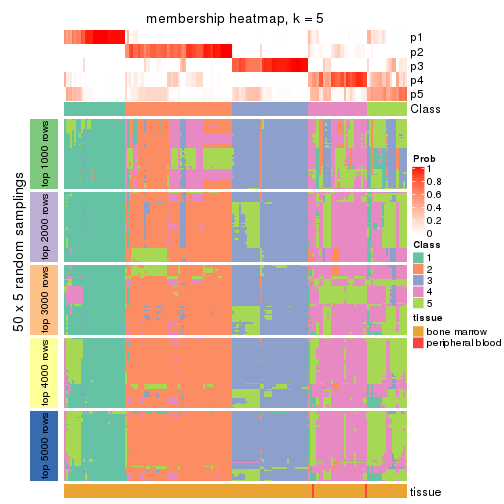 membership heatmap, k = 5
p1
p2
p3
p4
p5
Class
50 x 5 random samplings
top 1000 rows
top 2000 rows
top 3000 rows
top 4000 rows
top 5000 rows
Prob
1
0.8
0.6
0.4
0.2
0
Class
1
2
3
4
5
tissue
bone marrow
peripheral blood
tissue